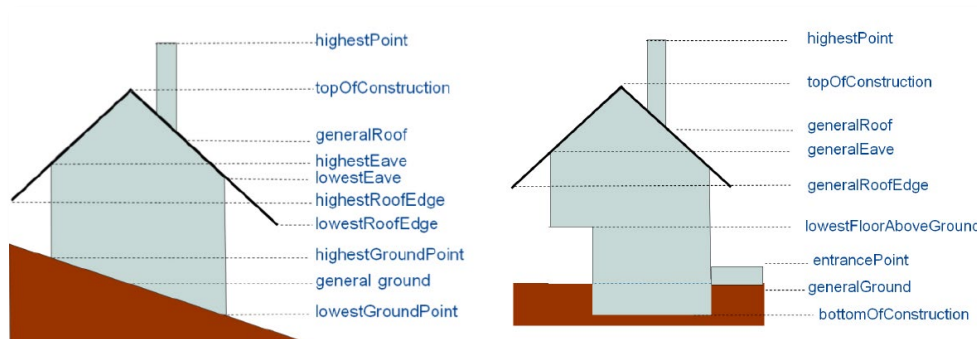 highestPoint
topOfConstruction
generalRoof
highestEave
lowestEave
highestRoofEdge
lowestRoofEdge
highestGroundPoint
general ground
lowestGroundPoint
highestPoint
topOfConstruction
generalRoof
generalEave
generalRoofEdge
lowestFloorAboveGround
entrancePoint
generalGround
bottomOfConstruction